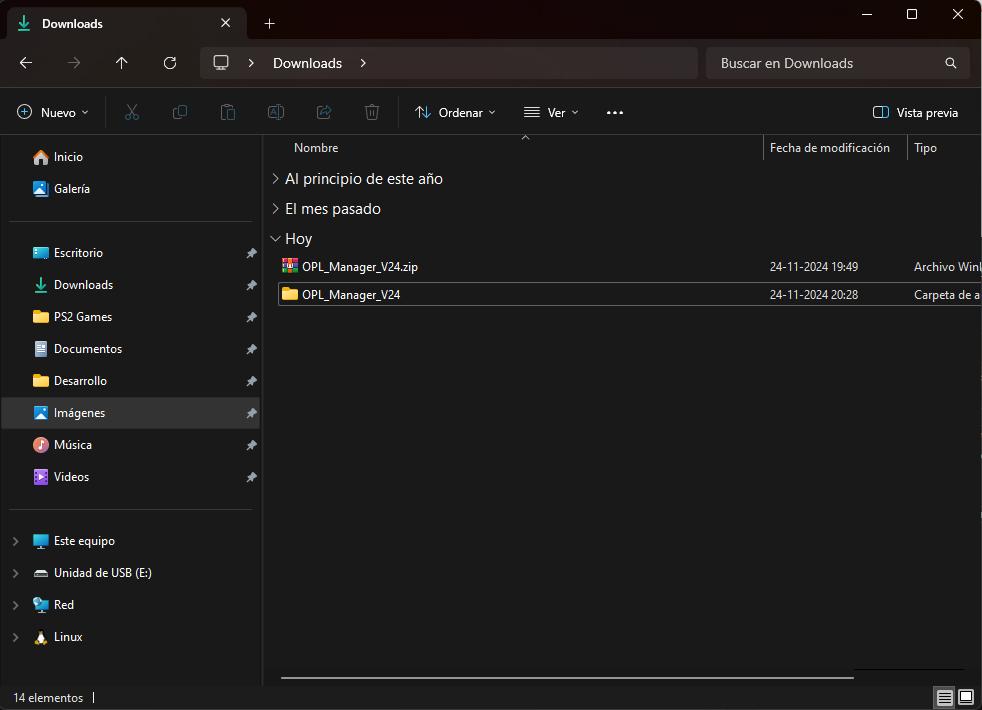 Downloads
Downloads
Buscar en Downloads
Nuevo
Ordenar
Ver
Vista previa
Inicio
Galería
Escritorio
Downloads
PS2 Games
Documentos
Desarrollo
Imágenes
Música
Videos
Este equipo
Unidad de USB (E:)
Red
Linux
Nombre Fecha de modificación Tipo
Al principio de este año
El mes pasado
Hoy
OPL_Manager_V24.zip 24-11-2024 19:49 Archivo Winl
OPL_Manager_V24 24-11-2024 20:28 Carpeta de a
14 elementos